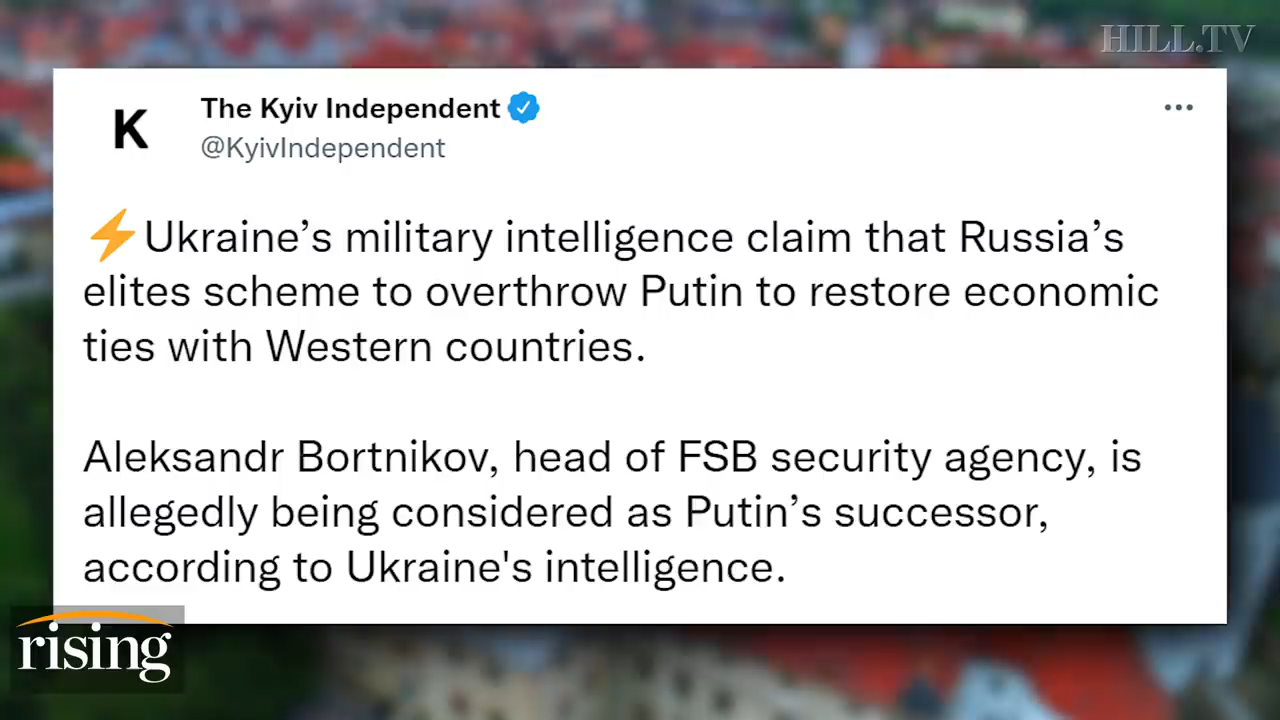 HILL.TV
K
The Kyiv Independent
@KyivIndependent
⚡Ukraine’s military intelligence claim that Russia’s
elites scheme to overthrow Putin to restore economic
ties with Western countries.
Aleksandr Bortnikov, head of FSB security agency, is
allegedly being considered as Putin’s successor,
according to Ukraine's intelligence.
rising